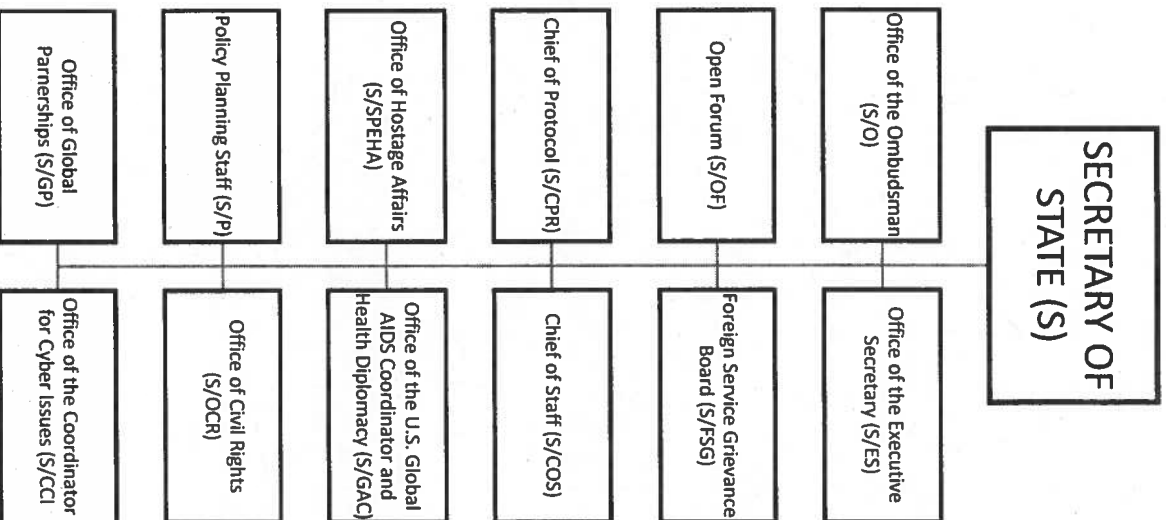 SECRETARY OF
STATE (S)
Office of the Ombudsman
(S/O)
Office of the Executive
Secretary (S/ES)
Open Forum (S/OF)
Foreign Service Grievance
Board (S/FSG)
Chief of Protocol (S/CPR)
Chief of Staff (S/COS)
Office of Hostage Affairs
(S/SPEHA)
Office of the U.S. Global
AIDS Coordinator and
Health Diplomacy (S/GAC)
Policy Planning Staff (S/P)
Office of Civil Rights
(S/OCR)
Office of Global
Parnerships (S/GP)
Office of the Coordinator
for Cyber Issues (S/CCI